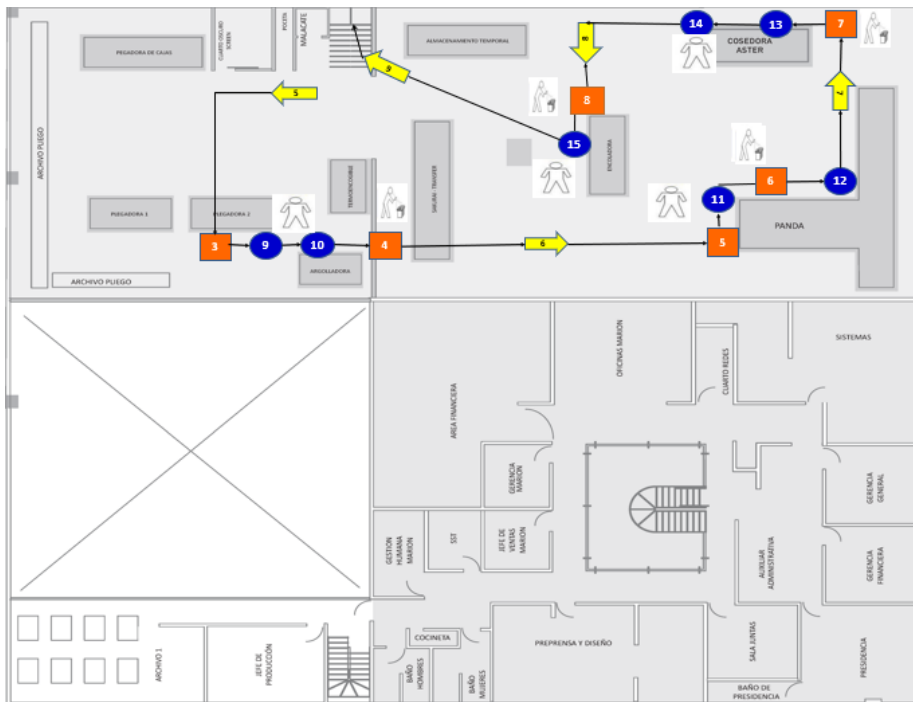 PEGADORA DE CAJAS
CUARTO OSCURO
SCREEN
POCETA
MALACATE
ALMACENAMIENTO TEMPORAL
14
13
7
COSEDORA
ASTER
8
9
5
8
7
15
ENCOLADORA
ARCHIVO PLIEGO
6
12
11
PLEGADORA 1
PLEGADORA 2
SAKURAI - TRANSFER
PANDA
3
9
10
4
6
5
ARGOLLADORA
ARCHIVO PLIEGO
OFICINAS MARION
CUARTO REDES
SISTEMAS
AREA FINANCIERA
GERENCIA
MARION
GERENCIA
GENERAL
GESTION
HUMANA
MARION
SST
JEFE DE
VENTAS
MARION
AUXILIAR
ADMINISTRATIVA
GERENCIA
FINANCIERA
ARCHIVO 1
JEFE DE
PRODUCCIÓN
COCINETA
BAÑO
HOMBRES
BAÑO
MUJERES
PREPRENSA Y DISEÑO
SALA JUNTAS
PRESIDENCIA
BAÑO DE
PRESIDENCIA